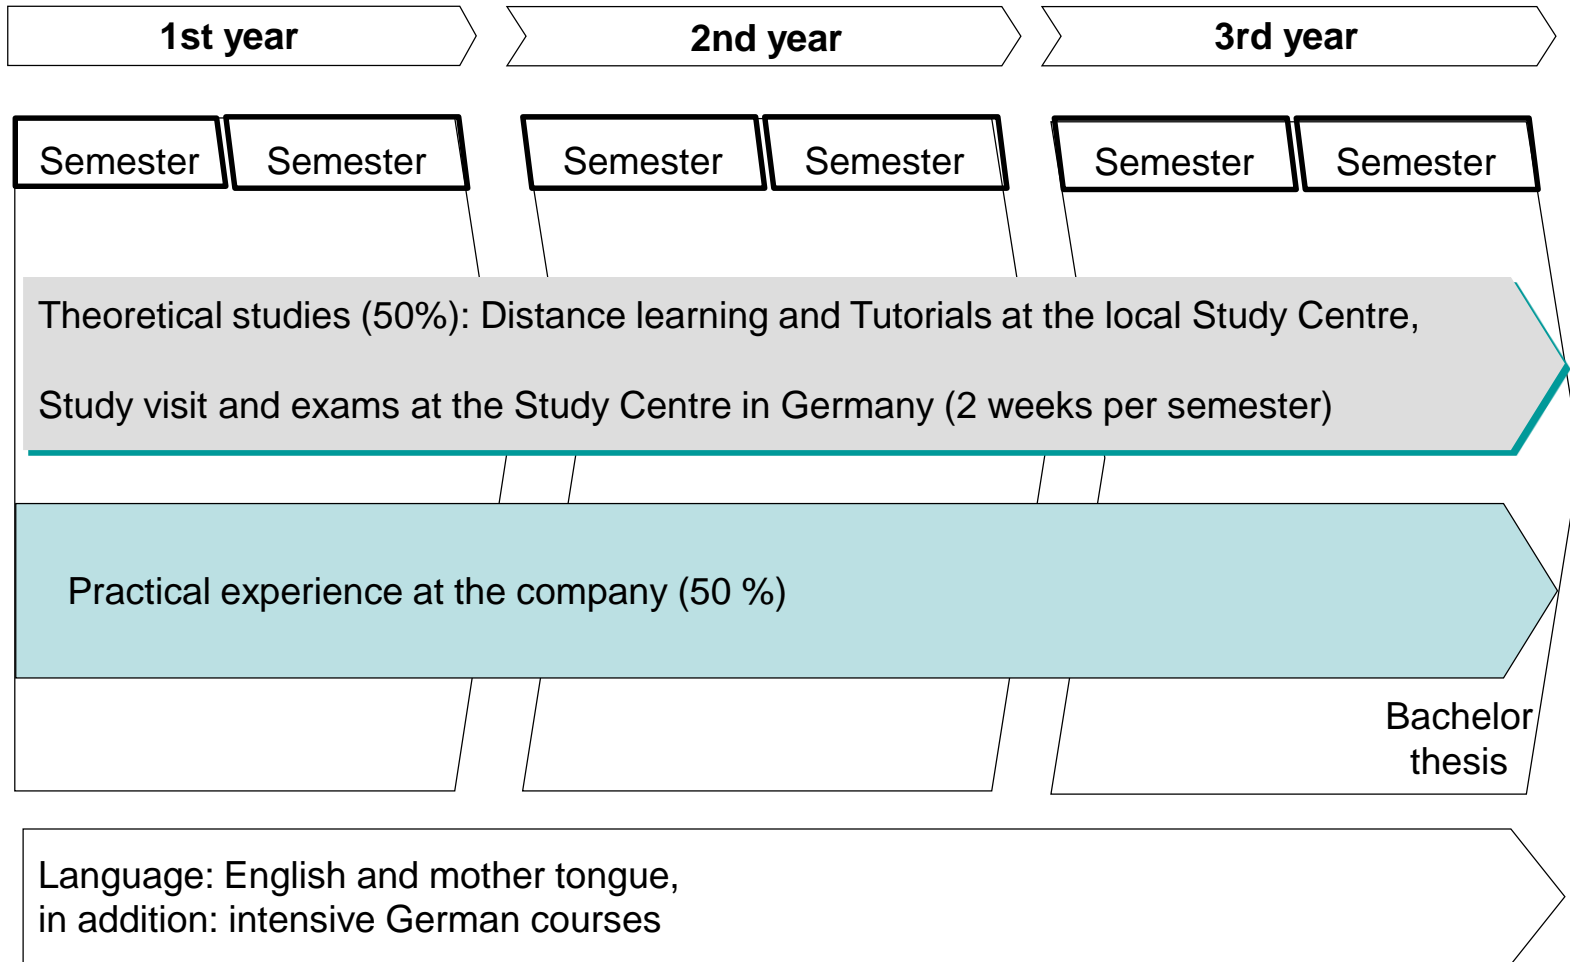 1st year
2nd year
3rd year
Semester
Semester
Semester
Semester
Semester
Semester
Theoretical studies (50%): Distance learning and Tutorials at the local Study Centre,
Study visit and exams at the Study Centre in Germany (2 weeks per semester)
Practical experience at the company (50 %)
Bachelor
thesis
Language: English and mother tongue,
in addition: intensive German courses